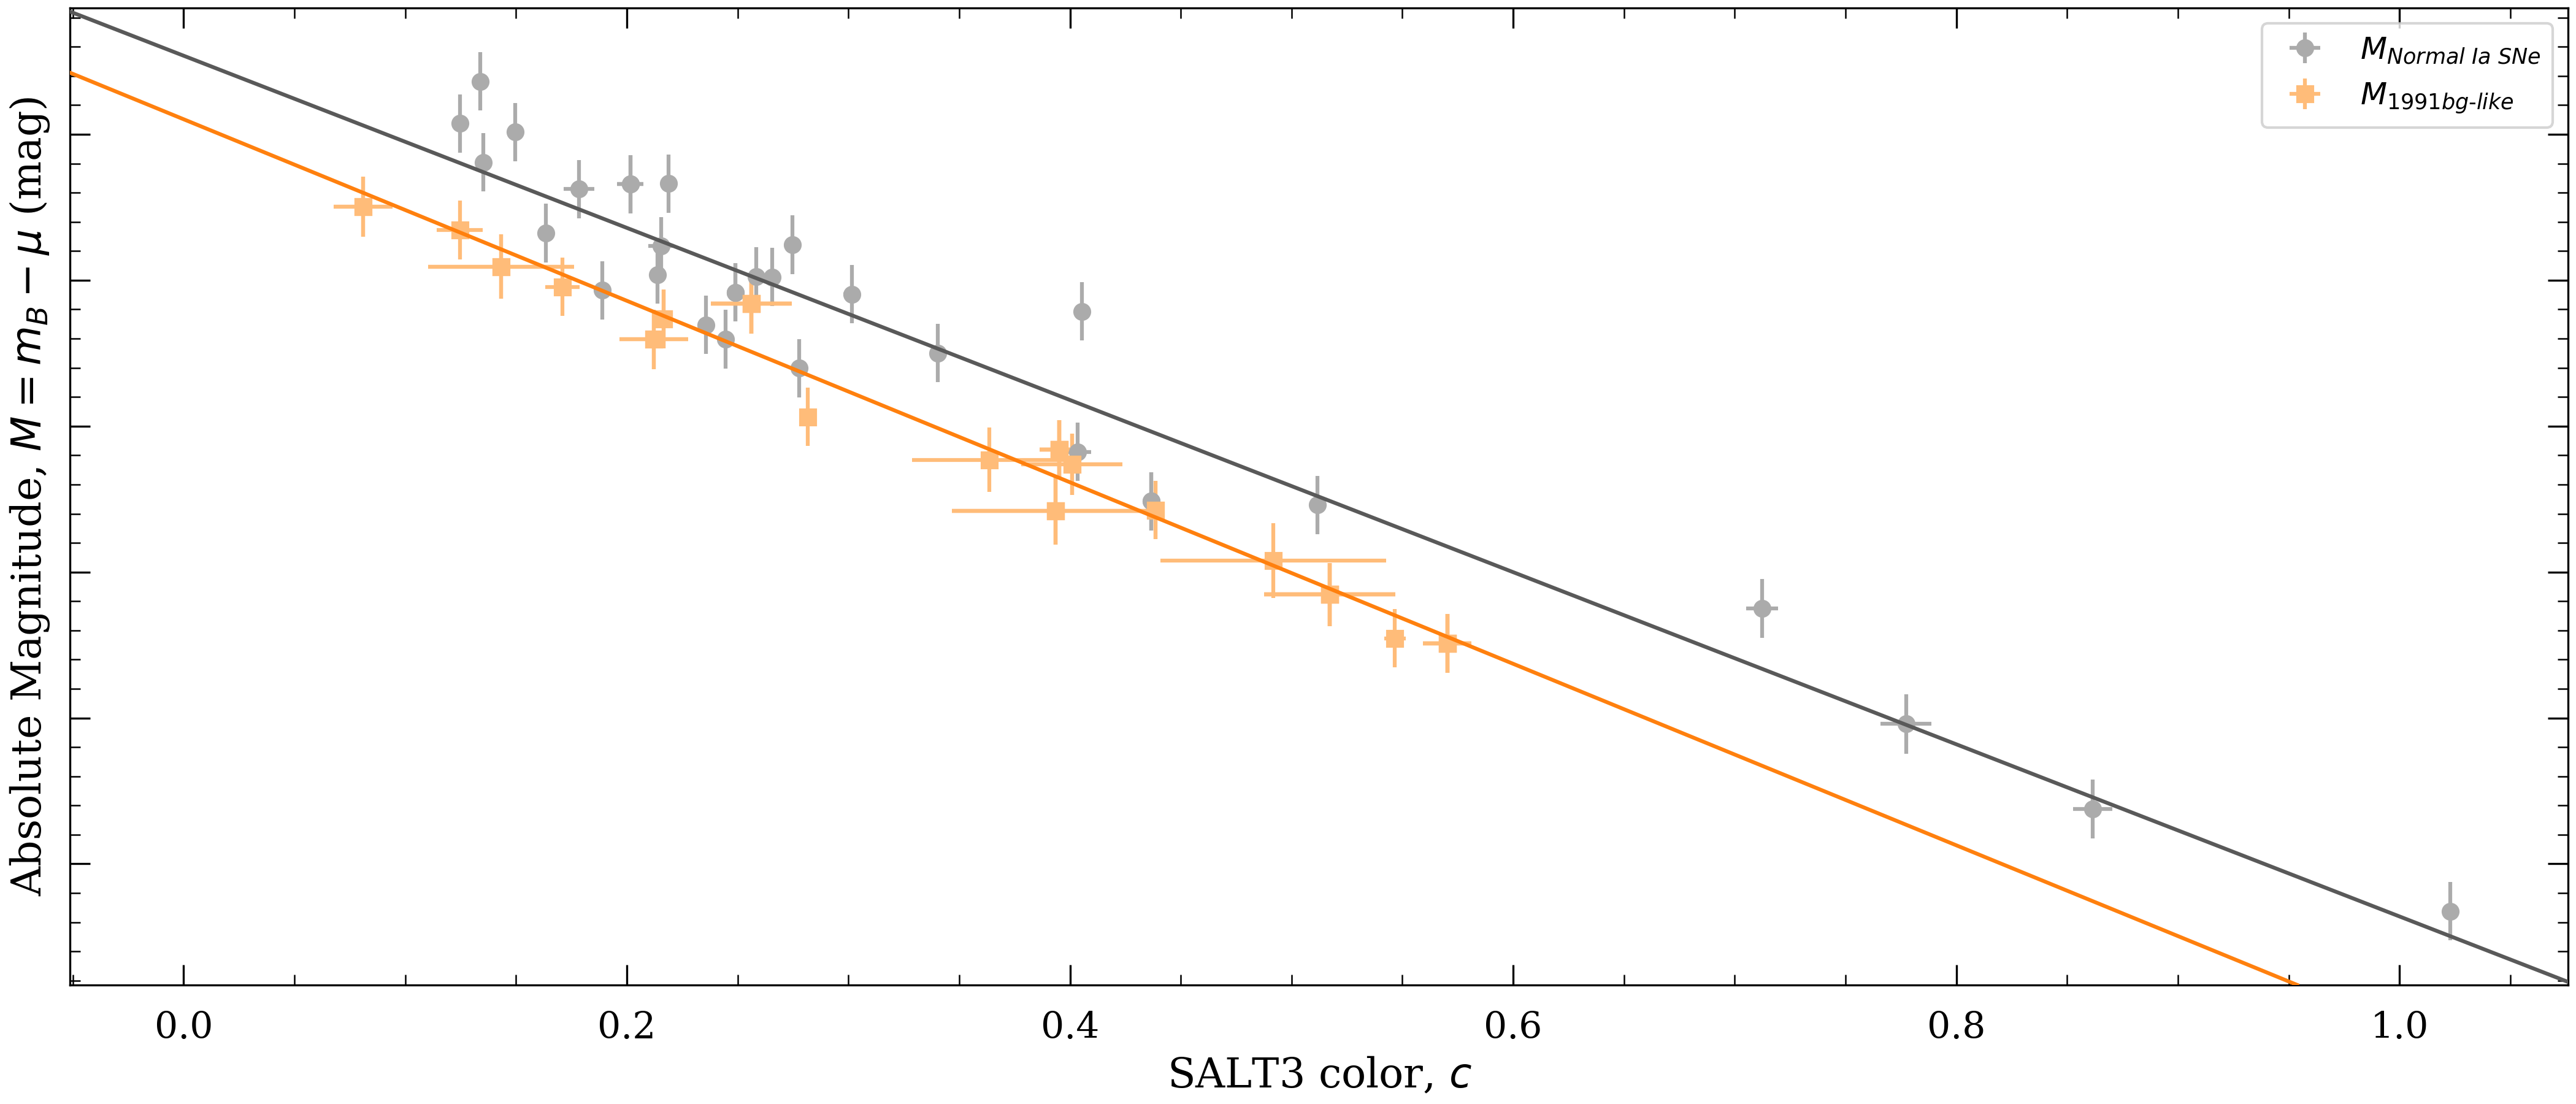 M_Normal Ia SNe
M_1991bg-like
Absolute Magnitude, M = m_B − μ (mag)
0.0 0.2 0.4 0.6 0.8 1.0
SALT3 color, c